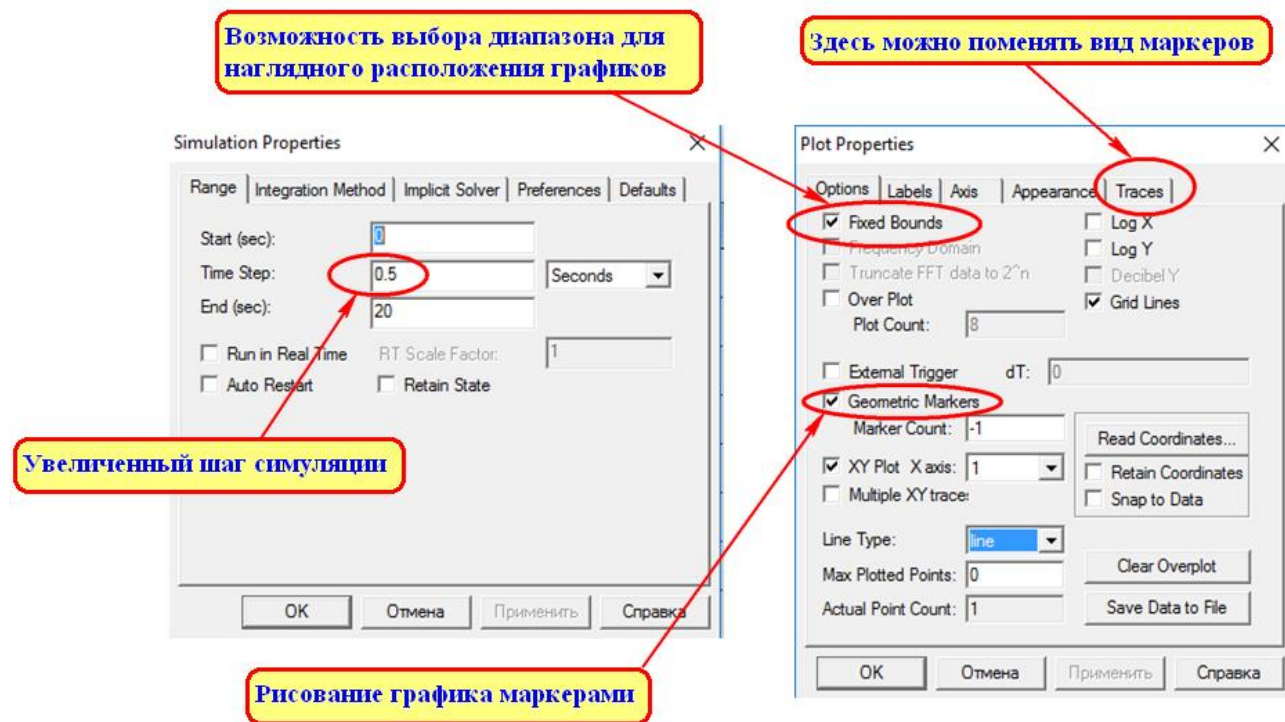 Возможность выбора диапазона для
наглядного расположения графиков
Здесь можно поменять вид маркеров
Simulation Properties
Range
Integration Method
Implicit Solver
Preferences
Defaults
Start (sec):
0
Time Step:
0.5
Seconds
End (sec):
20
Run in Real Time
RT Scale Factor:
1
Auto Restart
Retain State
Увеличенный шаг симуляции
OK
Отмена
Применить
Справка
Plot Properties
Options
Labels
Axis
Appearance
Traces
Fixed Bounds
Log X
Frequency Domain
Log Y
Truncate FFT data to 2^n
Decibel Y
Over Plot
Grid Lines
Plot Count:
8
External Trigger
dT:
0
Geometric Markers
Marker Count:
-1
Read Coordinates...
XY Plot
X axis:
1
Retain Coordinates
Multiple XY traces
Snap to Data
Line Type:
line
Clear Overplot
Max Plotted Points:
0
Actual Point Count:
1
Save Data to File
OK
Отмена
Применить
Справка
Рисование графика маркерами